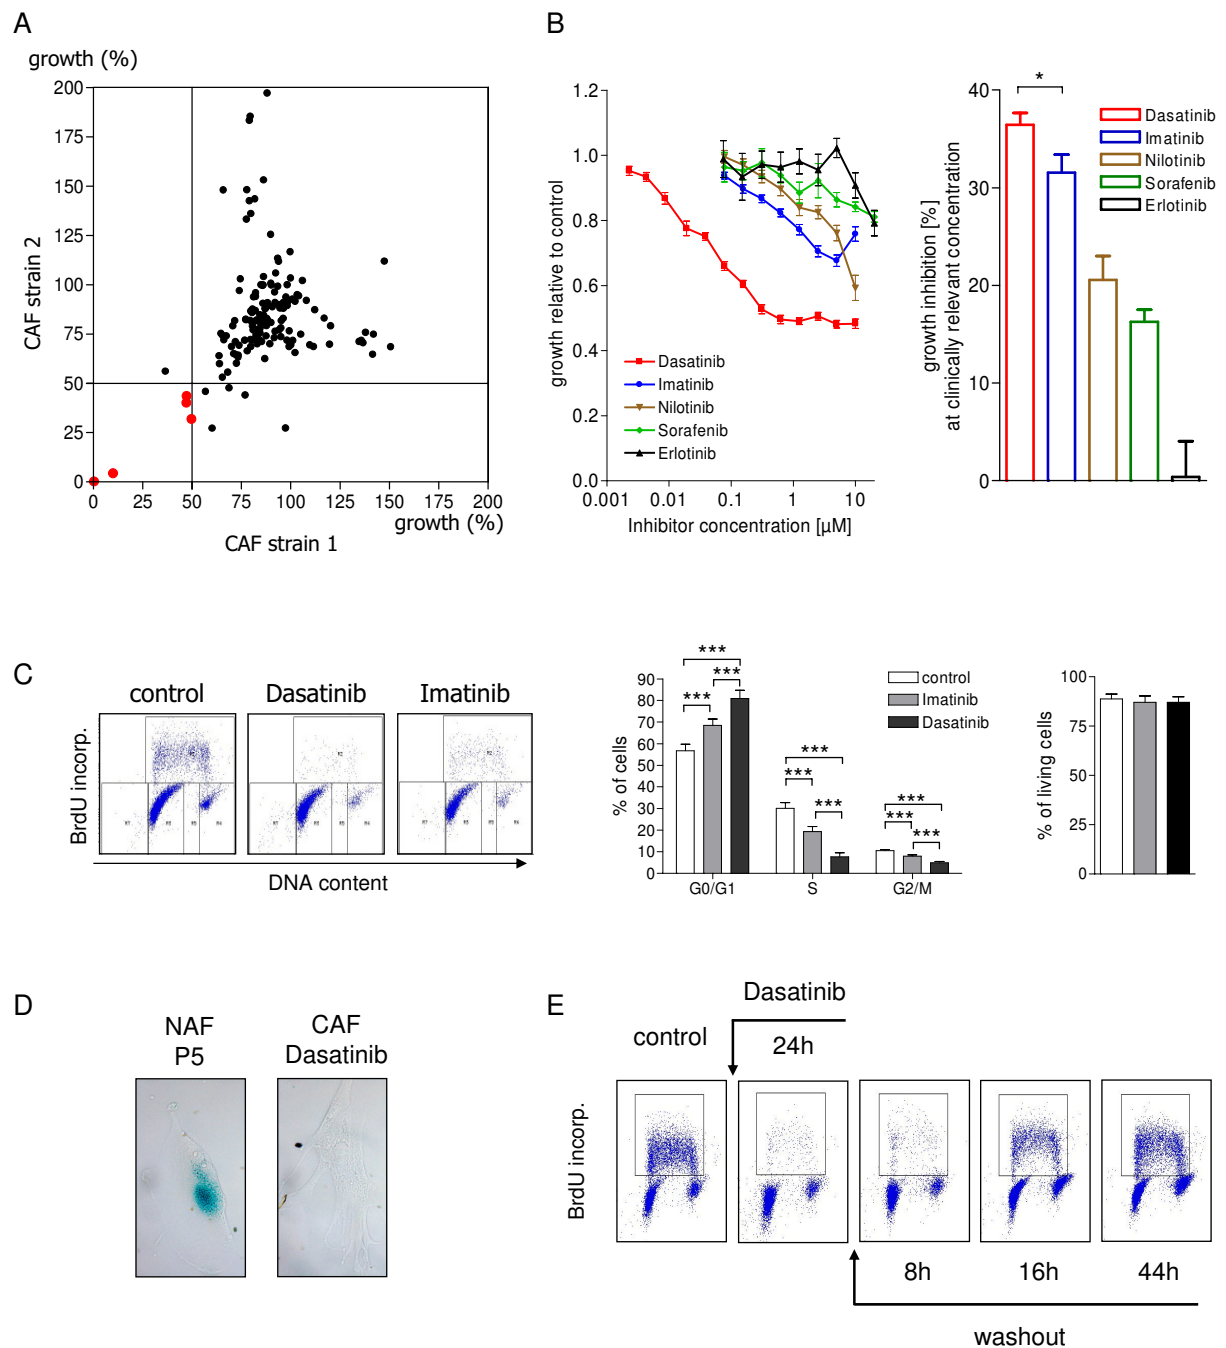 A
growth (%)
200
175
150
125
100
75
50
25
0
0
25
50
75
100
125
150
175
200
growth (%)
CAF strain 1
CAF strain 2
B
growth relative to control
1.2
1.0
0.8
0.6
0.4
0.2
0.0
0.001
0.1
1
10
Inhibitor concentration [µM]
Dasatinib
Imatinib
Nilotinib
Sorafenib
Erlotinib
growth inhibition [%]
at clinically relevant concentration
40
30
20
10
0
*
Dasatinib
Imatinib
Nilotinib
Sorafenib
Erlotinib
C
control
Dasatinib
Imatinib
BrdU incorp.
DNA content
% of cells
90
80
70
60
50
40
30
20
10
0
***
***
***
***
***
***
***
***
***
G0/G1
S
G2/M
control
Imatinib
Dasatinib
% of living cells
100
75
50
25
0
D
NAF
P5
CAF
Dasatinib
E
Dasatinib
control
24h
BrdU incorp.
8h
16h
44h
washout